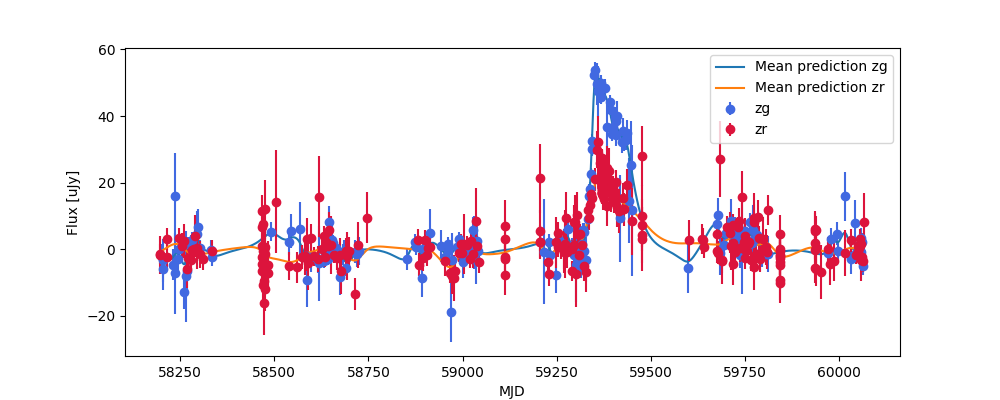 60
40
20
0
−20
Flux [uJy]
58250 58500 58750 59000 59250 59500 59750 60000
MJD
Mean prediction zg
Mean prediction zr
zg
zr